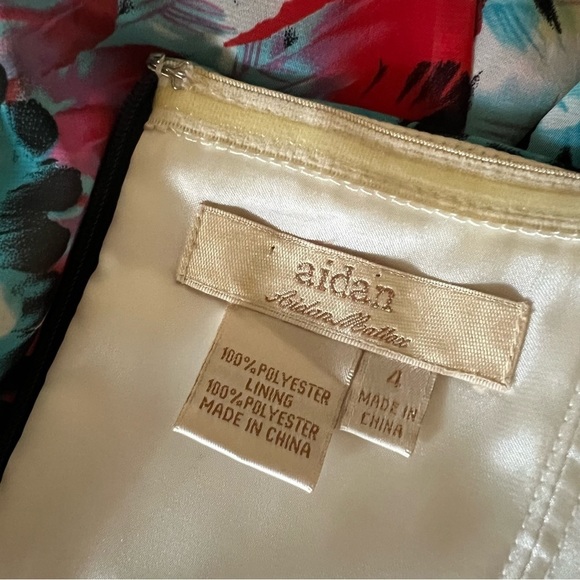 aidan
Aidan Mattox
100% POLYESTER
LINING
100% POLYESTER
MADE IN CHINA
4
MADE IN
CHINA